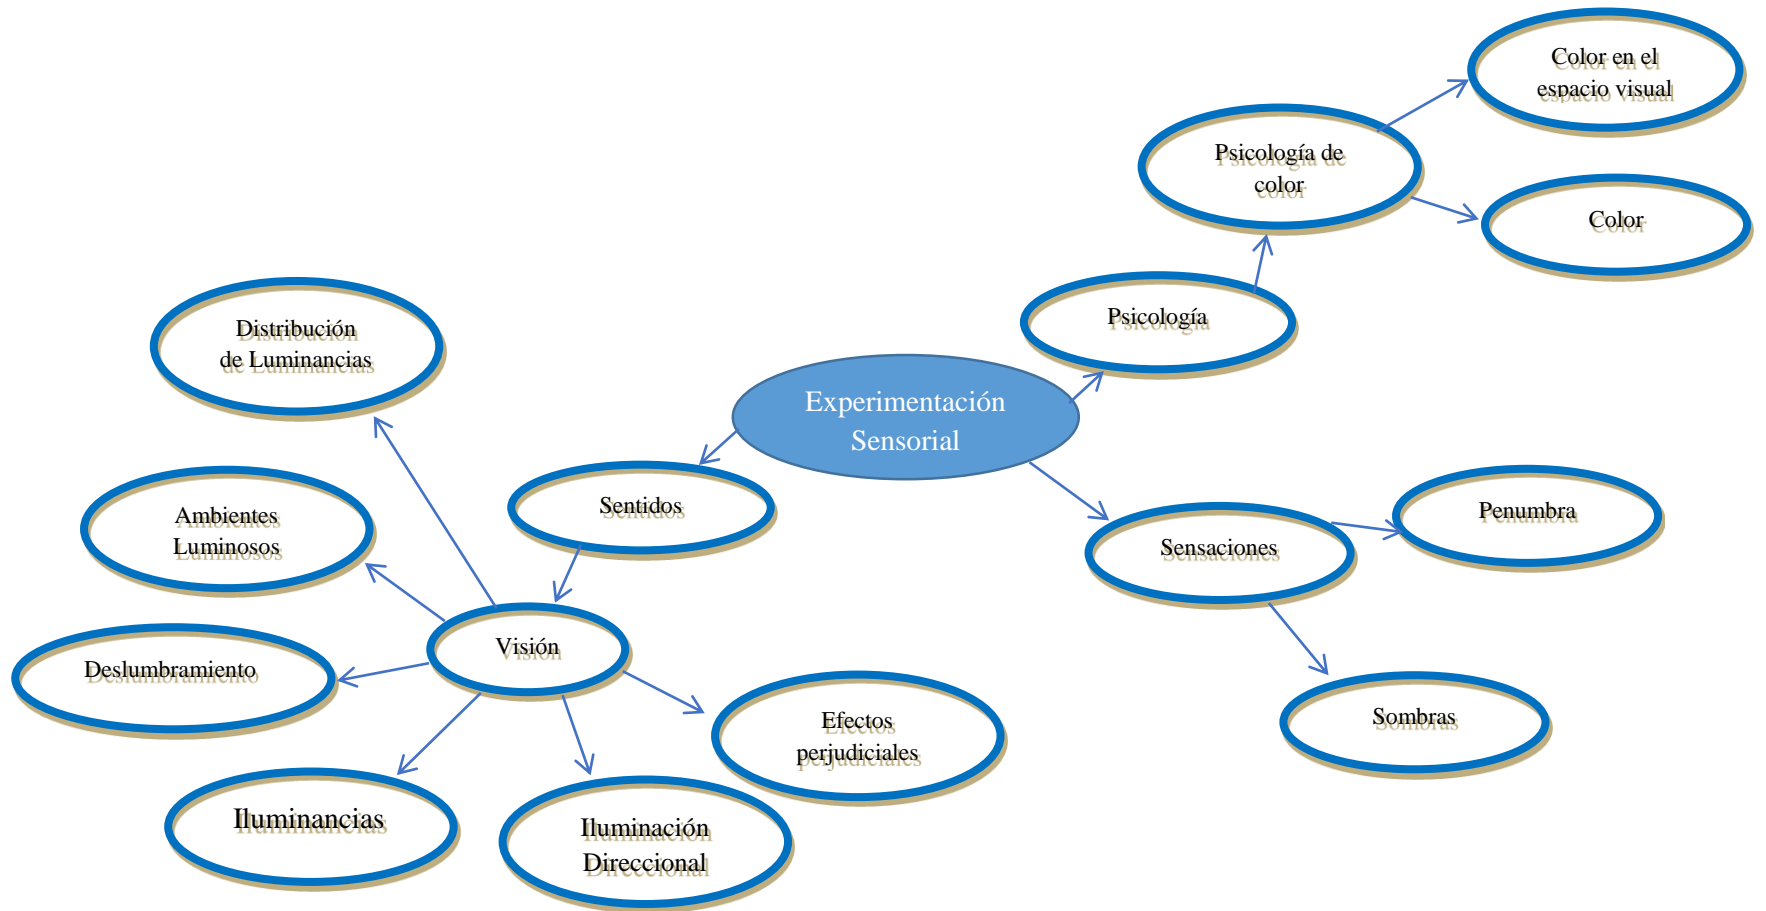 Color en el
espacio visual
Psicología de
color
Color
Psicología
Distribución
de Luminancias
Experimentación
Sensorial
Sentidos
Ambientes
Luminosos
Penumbra
Sensaciones
Visión
Deslumbramiento
Sombras
Efectos
perjudiciales
Iluminancias
Iluminación
Direccional